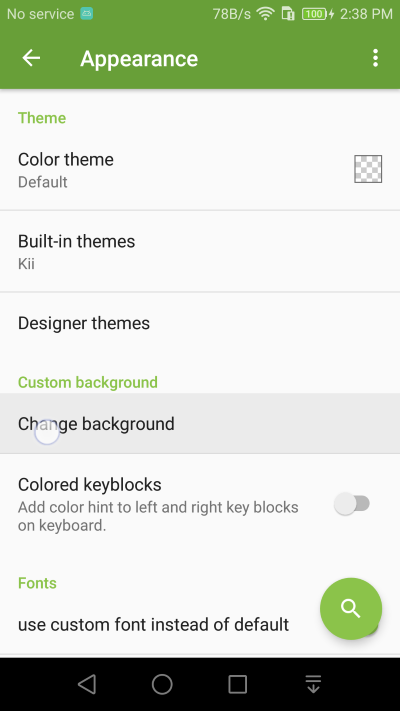 No service 78B/s 100 2:38 PM
Appearance
Theme
Color theme
Default
Built-in themes
Kii
Designer themes
Custom background
Change background
Colored keyblocks
Add color hint to left and right key blocks
on keyboard.
Fonts
use custom font instead of default